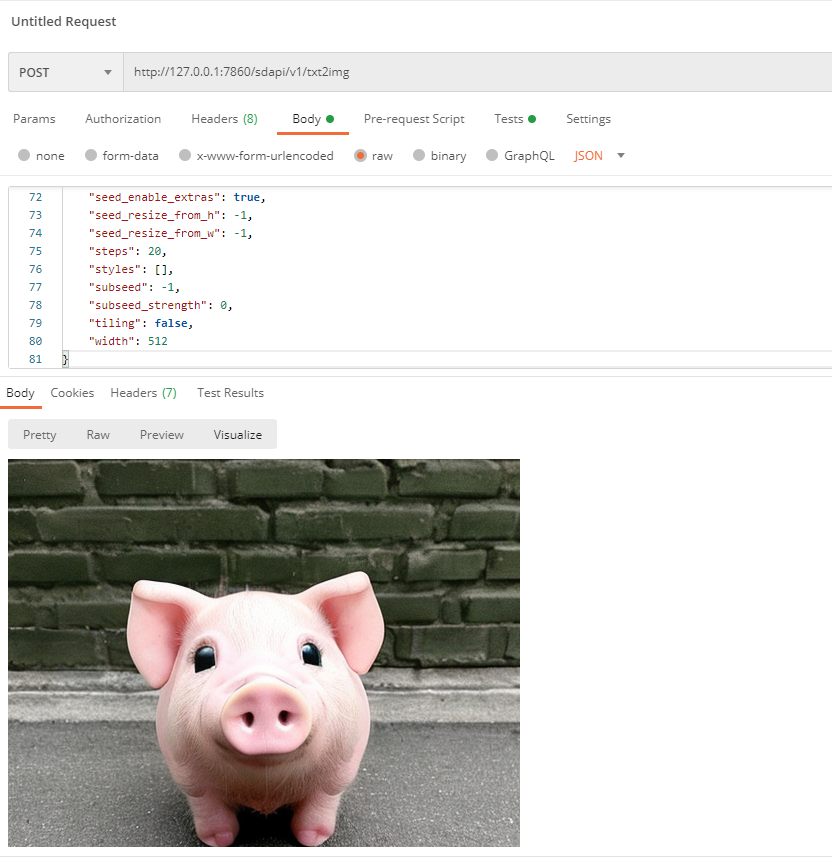 Untitled Request
POST http://127.0.0.1:7860/sdapi/v1/txt2img
Params Authorization Headers (8) Body Pre-request Script Tests Settings
none form-data x-www-form-urlencoded raw binary GraphQL JSON
72 "seed_enable_extras": true,
73 "seed_resize_from_h": -1,
74 "seed_resize_from_w": -1,
75 "steps": 20,
76 "styles": [],
77 "subseed": -1,
78 "subseed_strength": 0,
79 "tiling": false,
80 "width": 512
81 }
Body Cookies Headers (7) Test Results
Pretty Raw Preview Visualize